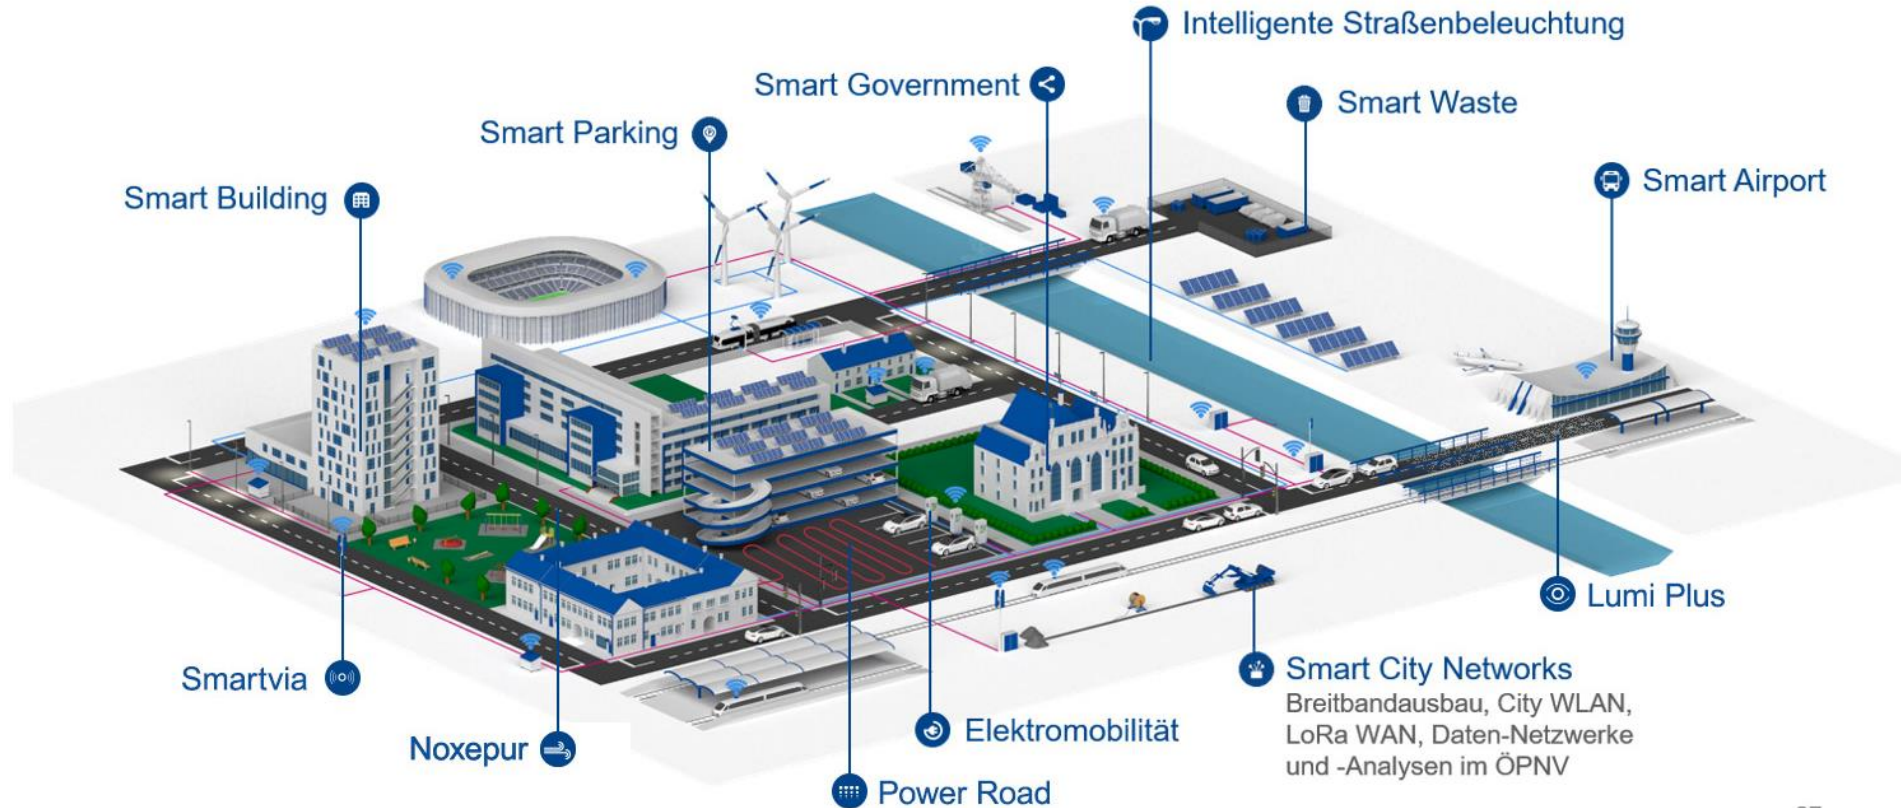 Intelligente Straßenbeleuchtung
Smart Government
Smart Waste
Smart Parking
Smart Airport
Smart Building
Lumi Plus
Smartvia
Smart City Networks
Breitbandausbau, City WLAN,
LoRa WAN, Daten-Netzwerke
und -Analysen im ÖPNV
Elektromobilität
Noxepur
Power Road